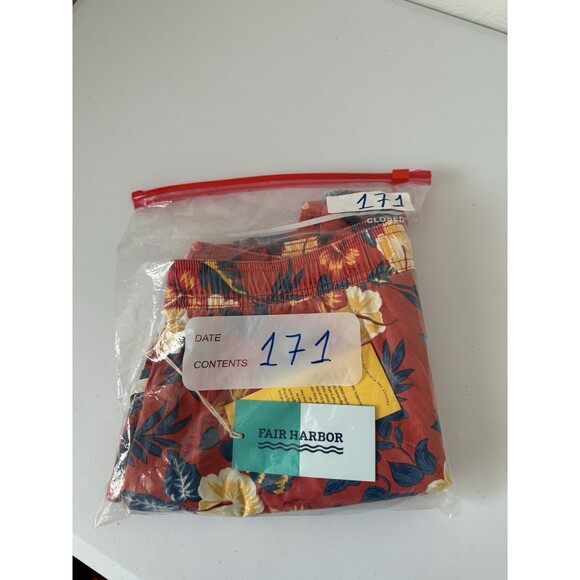 171
CLOSED
DATE
CONTENTS 171
FAIR HARBOR